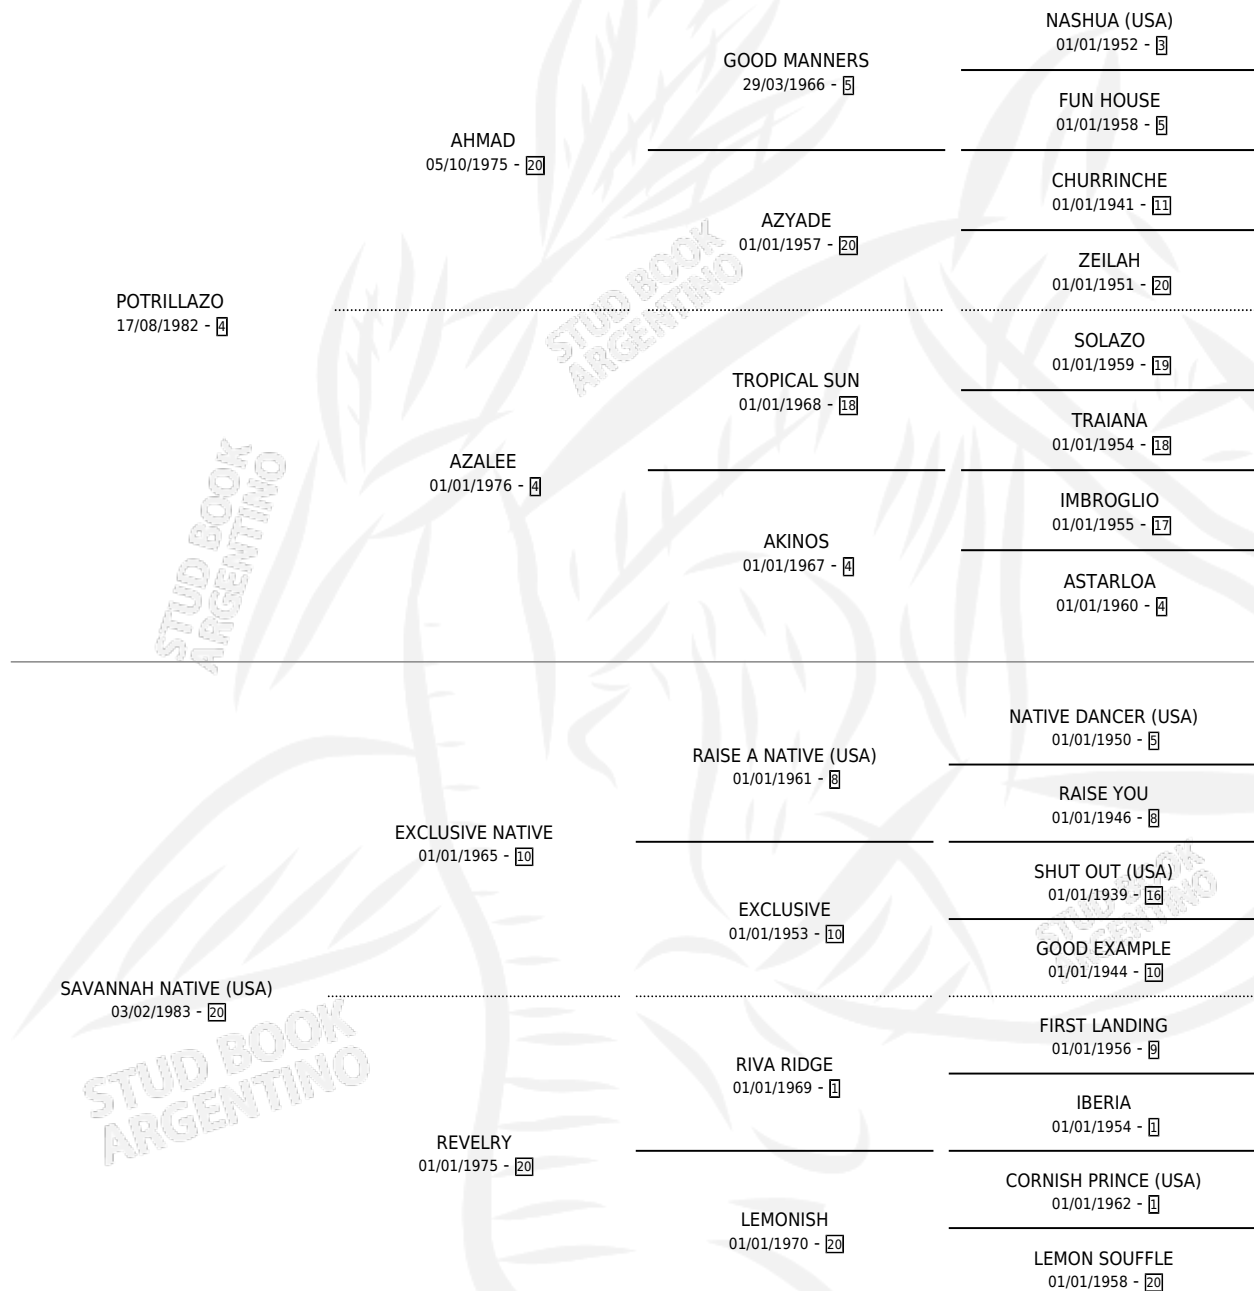 NASHUA (USA)
01/01/1952 - 3
GOOD MANNERS
29/03/1966 - 5
FUN HOUSE
01/01/1958 - 5
AHMAD
05/10/1975 - 20
CHURRINCHE
01/01/1941 - 11
AZYADE
01/01/1957 - 20
ZEILAH
01/01/1951 - 20
POTRILLAZO
17/08/1982 - 4
SOLAZO
01/01/1959 - 19
TROPICAL SUN
01/01/1968 - 18
TRAIANA
01/01/1954 - 18
AZALEE
01/01/1976 - 4
IMBROGLIO
01/01/1955 - 17
AKINOS
01/01/1967 - 4
ASTARLOA
01/01/1960 - 4
STUD BOOK
ARGENTINO
STUD BOOK
ARGENTINO
NATIVE DANCER (USA)
01/01/1950 - 5
RAISE A NATIVE (USA)
01/01/1961 - 8
RAISE YOU
01/01/1946 - 8
EXCLUSIVE NATIVE
01/01/1965 - 10
SHUT OUT (USA)
01/01/1939 - 16
EXCLUSIVE
01/01/1953 - 10
GOOD EXAMPLE
01/01/1944 - 10
SAVANNAH NATIVE (USA)
03/02/1983 - 20
FIRST LANDING
01/01/1956 - 9
RIVA RIDGE
01/01/1969 - 1
IBERIA
01/01/1954 - 1
REVELRY
01/01/1975 - 20
CORNISH PRINCE (USA)
01/01/1962 - 1
LEMONISH
01/01/1970 - 20
LEMON SOUFFLE
01/01/1958 - 20
STUD BOOK
ARGENTINO
STUD BOOK
ARGENTINO